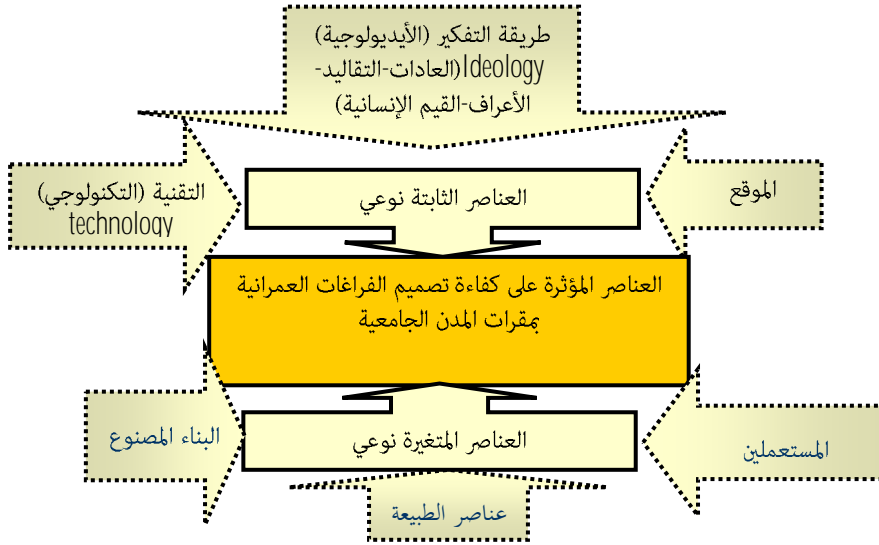 طريقة التفكير (الأيديولوجية)
Ideology(العادات-التقاليد-
الأعراف-القيم الإنسانية)
الموقع
العناصر الثابتة نوعي
التقنية (التكنولوجي)
technology
العناصر المؤثرة على كفاءة تصميم الفراغات العمرانية
بمقرات المدن الجامعية
المستعملين
العناصر المتغيرة نوعي
البناء المصنوع
عناصر الطبيعة